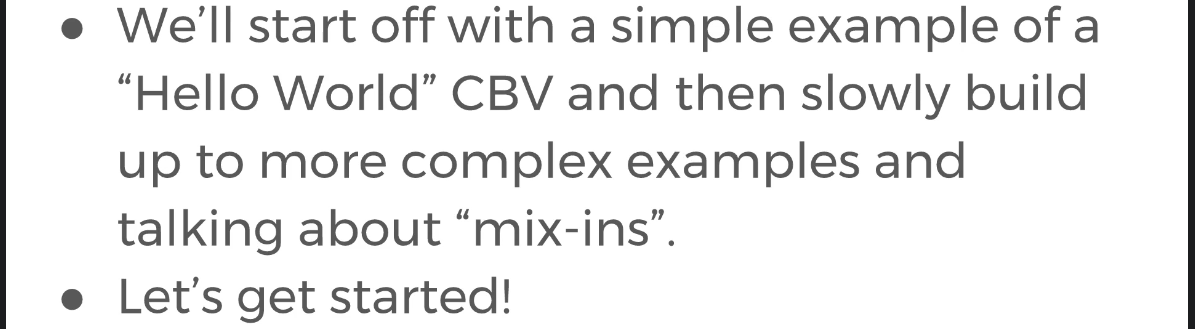 ● We’ll start off with a simple example of a
“Hello World” CBV and then slowly build
up to more complex examples and
talking about “mix-ins”.
● Let’s get started!